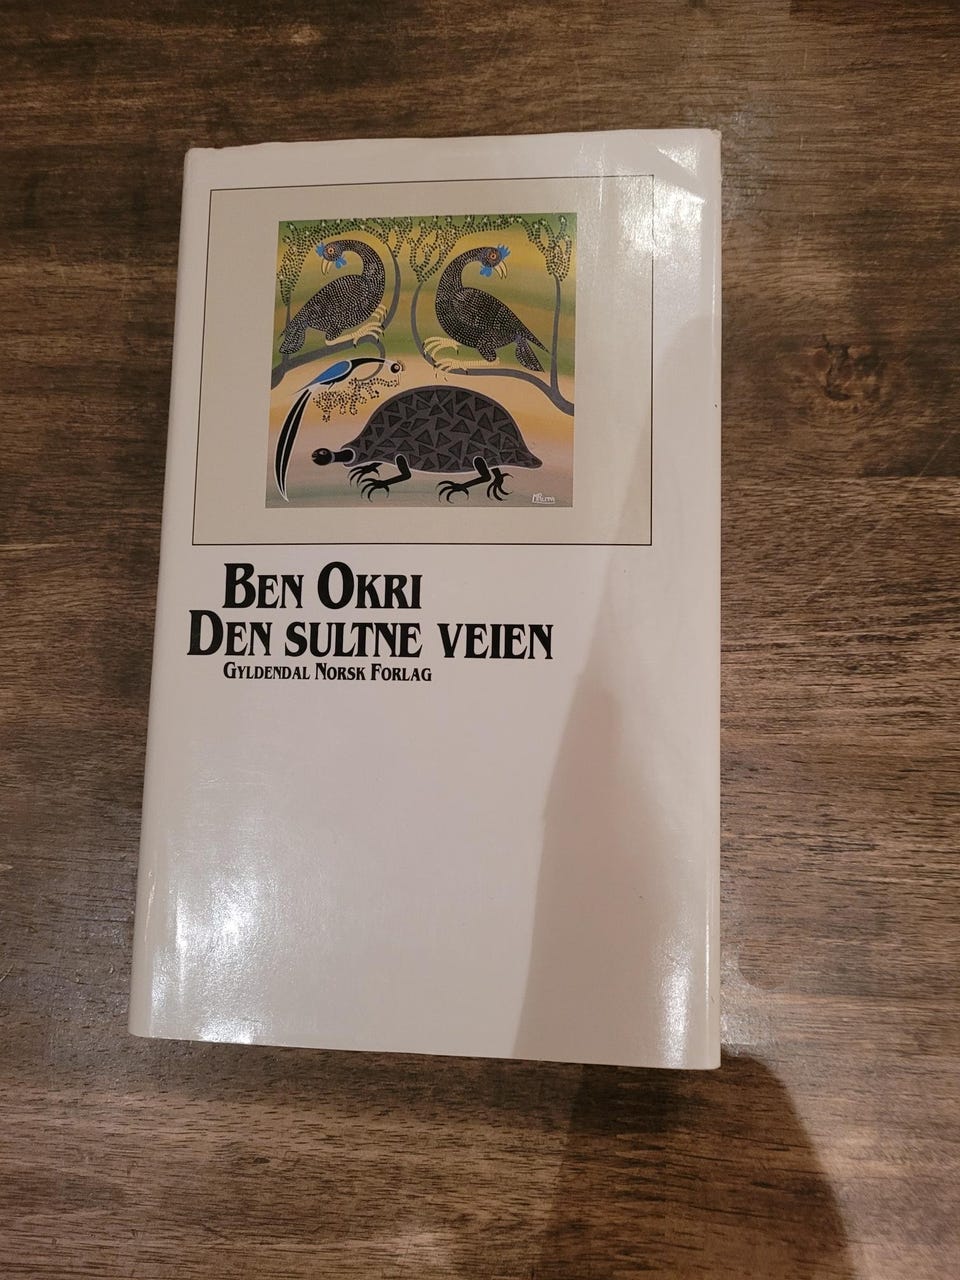 BEN OKRI
DEN SULTNE VEIEN
GYLDENDAL NORSK FORLAG